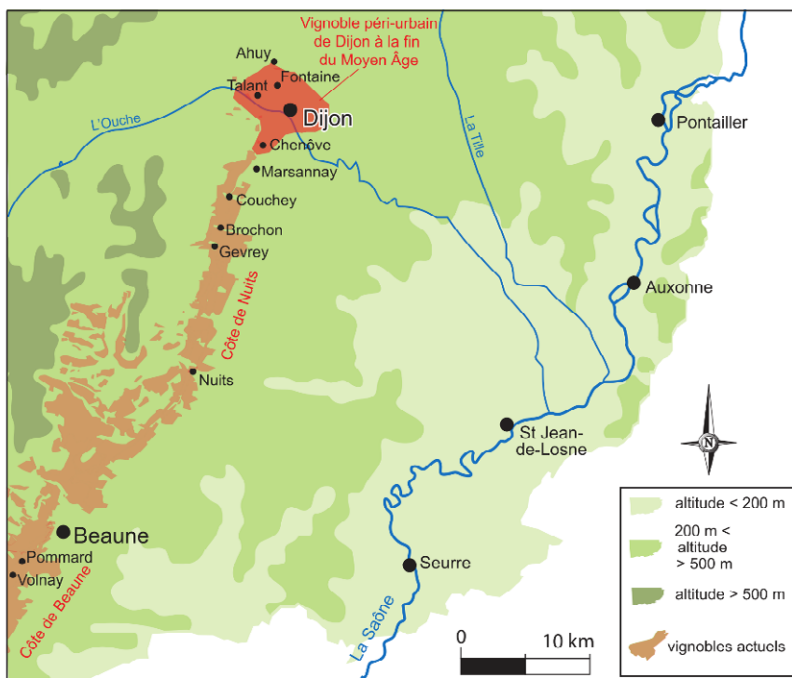 Vignoble péri-urbain
de Dijon à la fin
du Moyen Âge
Ahuy
Fontaine
Talant
Dijon
L'Ouche
La Tille
Pontailler
Chenôve
Marsannay
Couchey
Brochon
Gevrey
Côte de Nuits
Auxonne
Nuits
St Jean-
de-Losne
N
Beaune
Pommard
Volnay
Côte de Beaune
Seurre
La Saône
0 10 km
altitude < 200 m
200 m <
altitude
> 500 m
altitude > 500 m
vignobles actuels